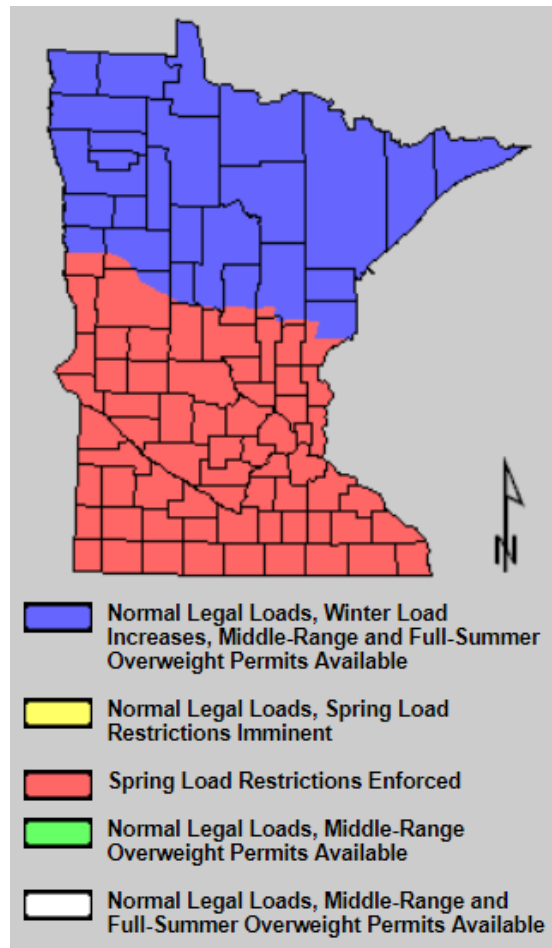 N
Normal Legal Loads, Winter Load
Increases, Middle-Range and Full-Summer
Overweight Permits Available
Normal Legal Loads, Spring Load
Restrictions Imminent
Spring Load Restrictions Enforced
Normal Legal Loads, Middle-Range
Overweight Permits Available
Normal Legal Loads, Middle-Range and
Full-Summer Overweight Permits Available